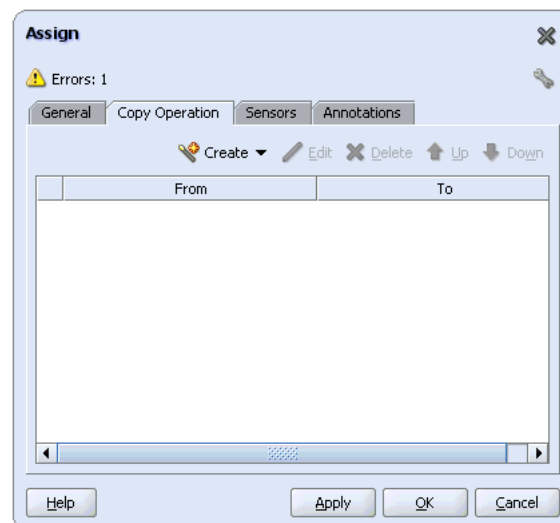 Assign
Errors: 1
General Copy Operation Sensors Annotations
Create Edit Delete Up Down
From To
Help Apply OK Cancel